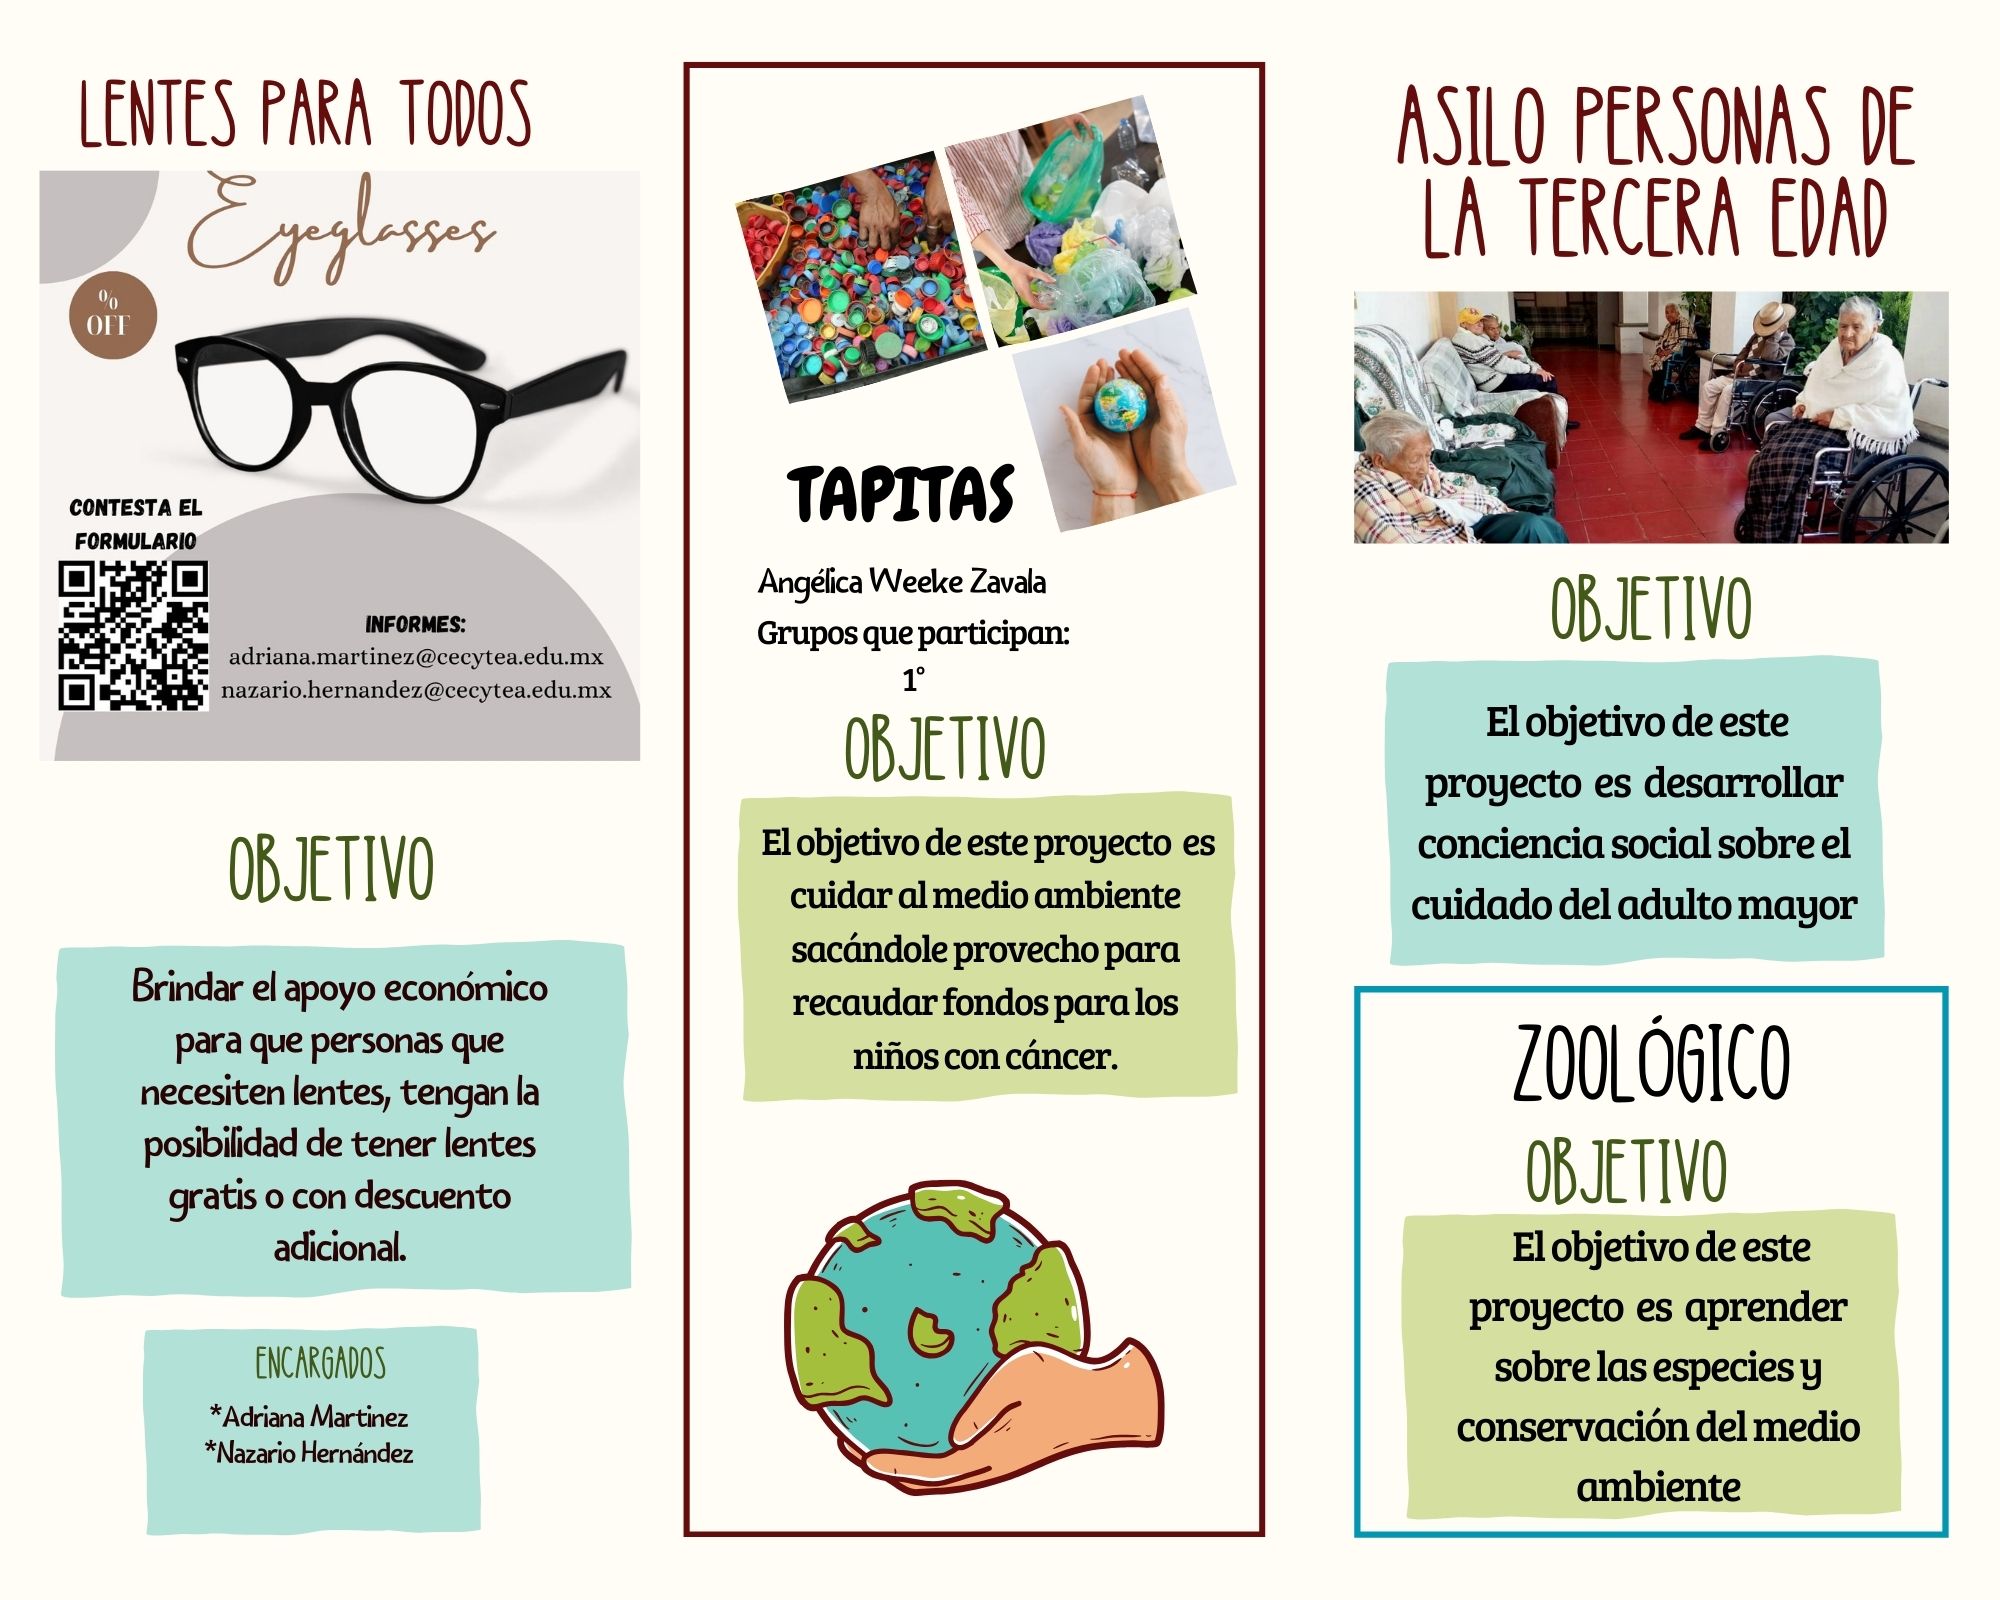 LENTES PARA TODOS
Eyeglasses
%
OFF
CONTESTA EL
FORMULARIO
INFORMES:
adriana.martinez@cecytea.edu.mx
nazario.hernandez@cecytea.edu.mx
OBJETIVO
Brindar el apoyo económico
para que personas que
necesiten lentes, tengan la
posibilidad de tener lentes
gratis o con descuento
adicional.
ENCARGADOS
*Adriana Martinez
*Nazario Hernández
TAPITAS
Angélica Weeke Zavala
Grupos que participan:
1°
OBJETIVO
El objetivo de este proyecto es
cuidar al medio ambiente
sacándole provecho para
recaudar fondos para los
niños con cáncer.
ASILO PERSONAS DE
LA TERCERA EDAD
OBJETIVO
El objetivo de este
proyecto es desarrollar
conciencia social sobre el
cuidado del adulto mayor
ZOOLÓGICO
OBJETIVO
El objetivo de este
proyecto es aprender
sobre las especies y
conservación del medio
ambiente